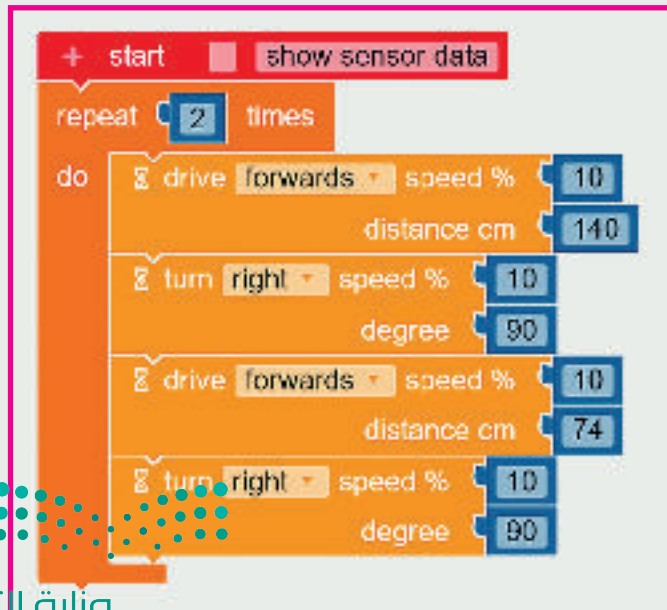 + start show sensor data
repeat 2 times
do drive forwards speed % 10
distance cm 140
turn right speed % 10
degree 90
drive forwards speed % 10
distance cm 74
turn right speed % 10
degree 90